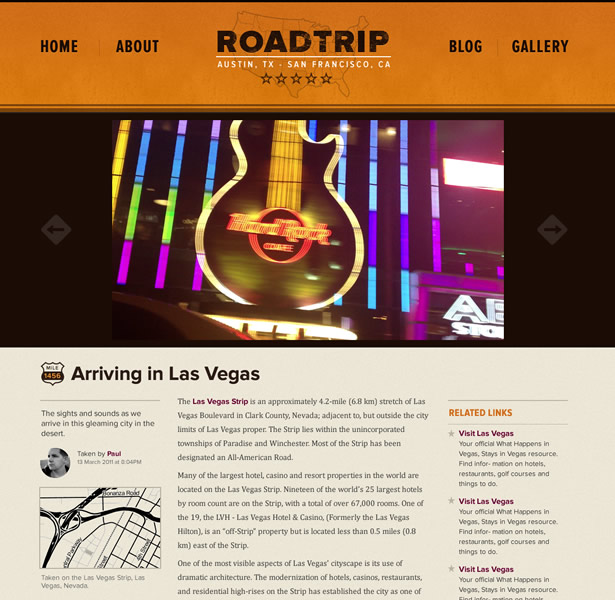 HOME
ABOUT
ROADTRIP
AUSTIN, TX - SAN FRANCISCO, CA
BLOG
GALLERY
Hard Rock
CAFE
MILE
1456
Arriving in Las Vegas
The sights and sounds as we
arrive in this gleaming city in the
desert.
Taken by Paul
13 March 2011 at 8:04PM
Bonanza Road
Taken on the Las Vegas Strip, Las
Vegas, Nevada.
The Las Vegas Strip is an approximately 4.2-mile (6.8 km) stretch of Las
Vegas Boulevard in Clark County, Nevada; adjacent to, but outside the city
limits of Las Vegas proper. The Strip lies within the unincorporated
townships of Paradise and Winchester. Most of the Strip has been
designated an All-American Road.
Many of the largest hotel, casino and resort properties in the world are
located on the Las Vegas Strip. Nineteen of the world's 25 largest hotels
by room count are on the Strip, with a total of over 67,000 rooms. One of
the 19, the LVH - Las Vegas Hotel & Casino, (Formerly the Las Vegas
Hilton), is an "off-Strip" property but is located less than 0.5 miles (0.8
km) east of the Strip.
One of the most visible aspects of Las Vegas' cityscape is its use of
dramatic architecture. The modernization of hotels, casinos, restaurants,
and residential high-rises on the Strip has established the city as one of
RELATED LINKS
Visit Las Vegas
Your official What Happens in
Vegas, Stays in Vegas resource.
Find infor- mation on hotels,
restaurants, golf courses and
things to do.
Visit Las Vegas
Your official What Happens in
Vegas, Stays in Vegas resource.
Find infor- mation on hotels,
restaurants, golf courses and
things to do.
Visit Las Vegas
Your official What Happens in
Vegas, Stays in Vegas resource.